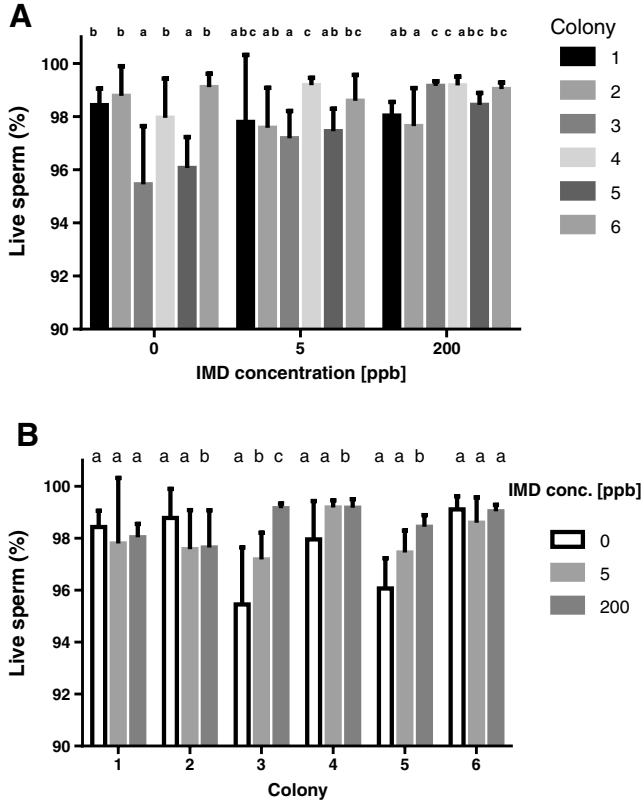 A
b b a b a b abc ab a c ab bc ab a c c abc bc
Colony
1
2
3
4
5
6
Live sperm (%)
100
98
96
94
92
90
0 5 200
IMD concentration [ppb]
B
a a a a a b a b c a a b a a b a a a
IMD conc. [ppb]
0
5
200
Live sperm (%)
100
98
96
94
92
90
1 2 3 4 5 6
Colony